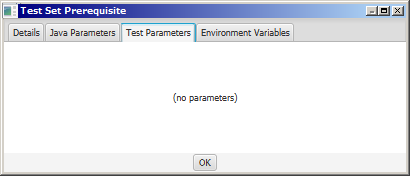 Test Set Prerequisite
Details Java Parameters Test Parameters Environment Variables
(no parameters)
OK